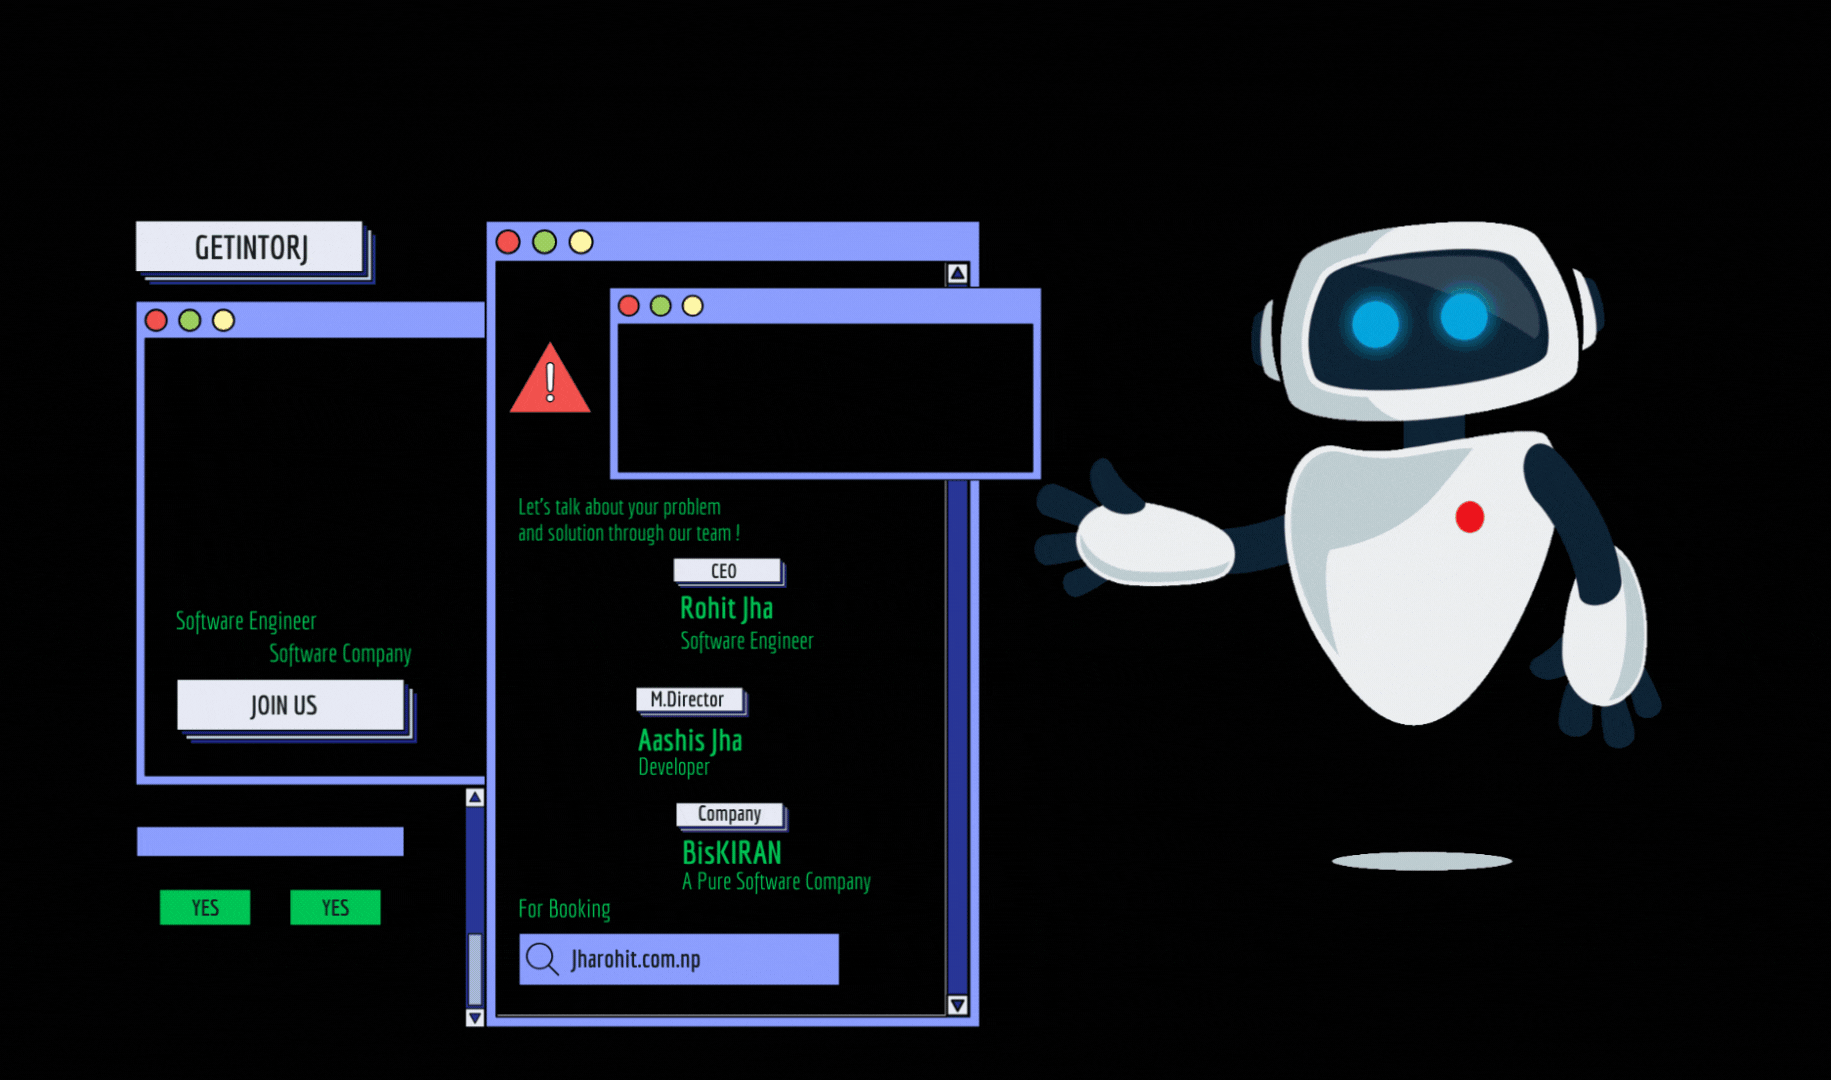 GETINTORJ
Software Engineer
Software Company
JOIN US
YES
YES
!
Let's talk about your problem
and solution through our team !
CEO
Rohit Jha
Software Engineer
M.Director
Aashis Jha
Developer
Company
BisKIRAN
A Pure Software Company
For Booking
Jharohit.com.np